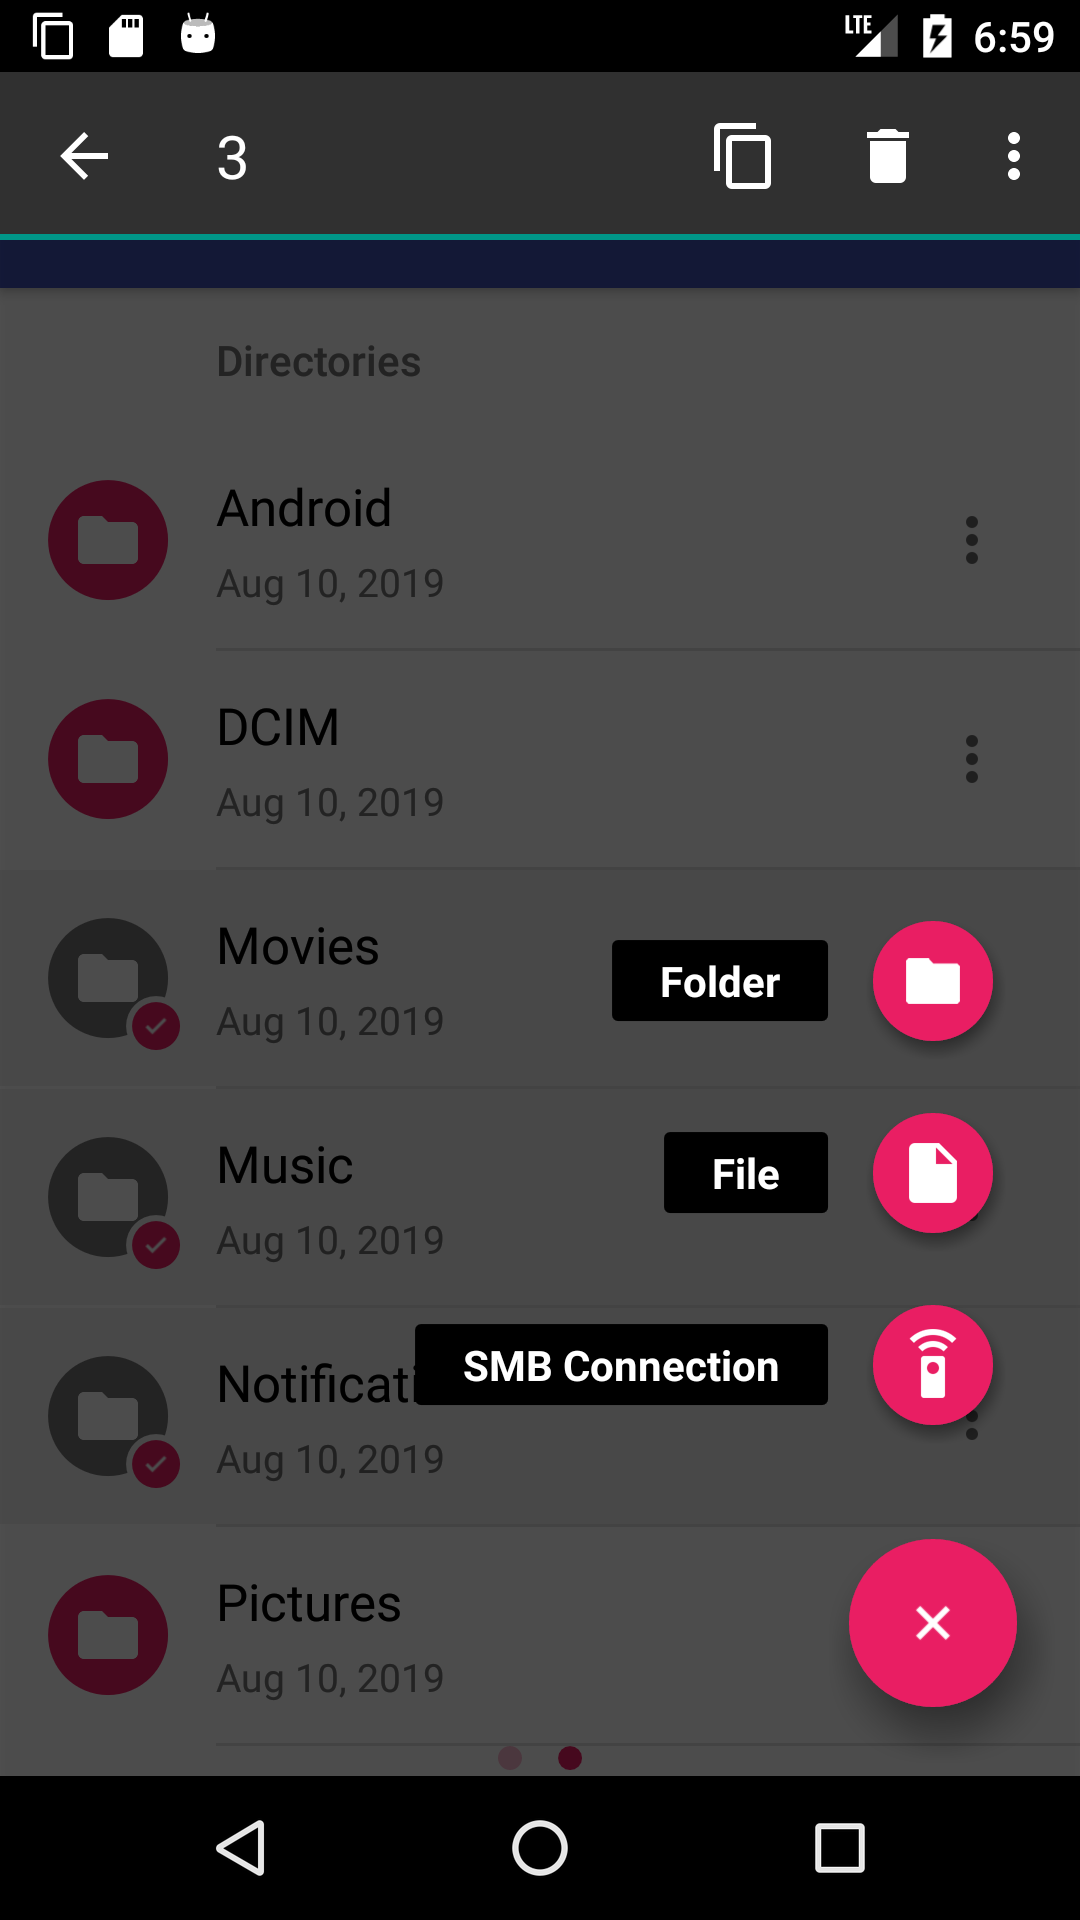 LTE 6:59
3
Directories
Android
Aug 10, 2019
DCIM
Aug 10, 2019
Movies
Aug 10, 2019
Folder
Music
Aug 10, 2019
File
Notificati
SMB Connection
Aug 10, 2019
Pictures
Aug 10, 2019